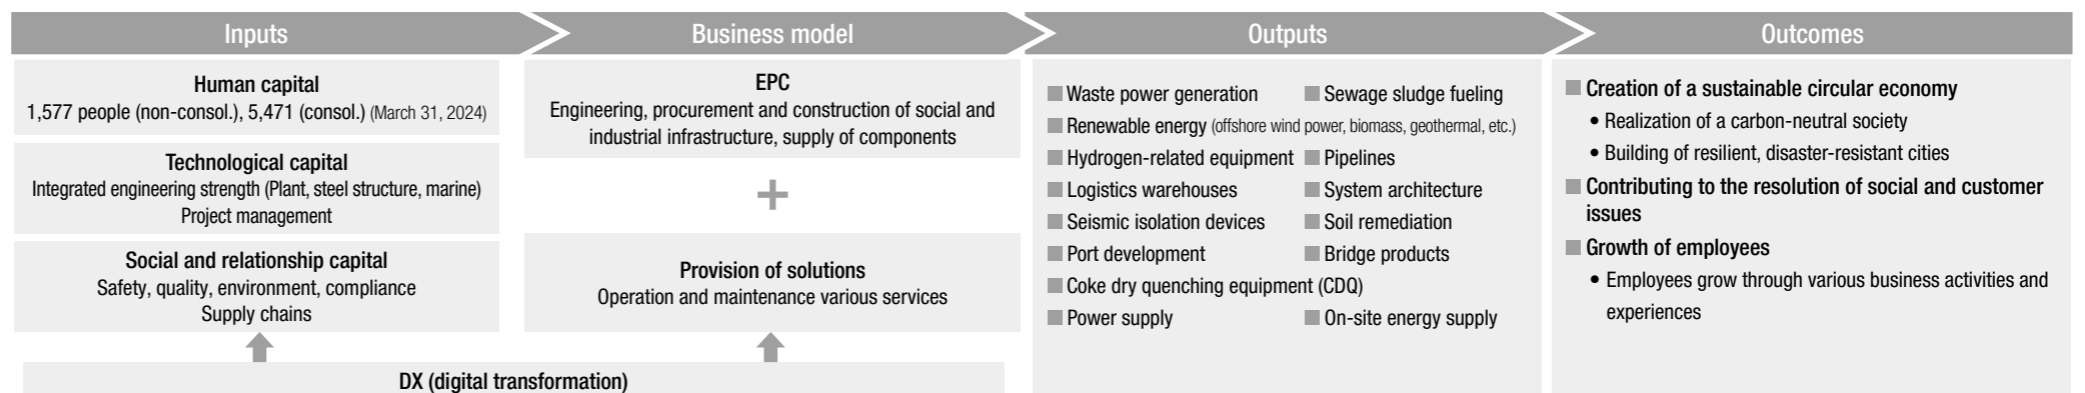 Inputs
Business model
Outputs
Outcomes
Human capital
1,577 people (non-consol.), 5,471 (consol.) (March 31, 2024)
Technological capital
Integrated engineering strength (Plant, steel structure, marine)
Project management
Social and relationship capital
Safety, quality, environment, compliance
Supply chains
EPC
Engineering, procurement and construction of social and
industrial infrastructure, supply of components
+
Provision of solutions
Operation and maintenance various services
DX (digital transformation)
■ Waste power generation ■ Sewage sludge fueling
■ Renewable energy (offshore wind power, biomass, geothermal, etc.)
■ Hydrogen-related equipment ■ Pipelines
■ Logistics warehouses ■ System architecture
■ Seismic isolation devices ■ Soil remediation
■ Port development ■ Bridge products
■ Coke dry quenching equipment (CDQ)
■ Power supply ■ On-site energy supply
■ Creation of a sustainable circular economy
• Realization of a carbon-neutral society
• Building of resilient, disaster-resistant cities
■ Contributing to the resolution of social and customer
issues
■ Growth of employees
• Employees grow through various business activities and
experiences